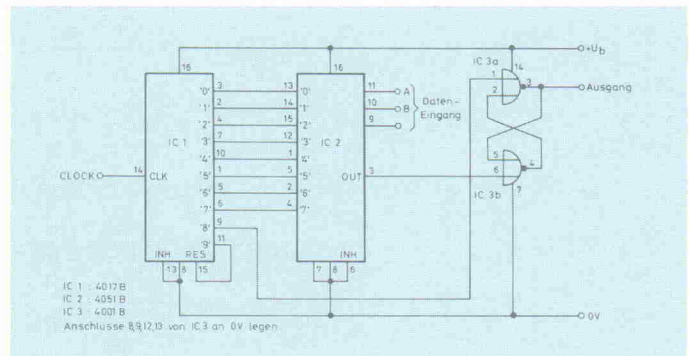 +Ub
IC 3a
16
16
14
1
2
3
Ausgang
3
13
'0'
'0'
11
A
2
14
'1'
'1'
10
B
Daten-
Eingang
4
15
'2'
'2'
9
7
12
'3'
'3'
IC 1
IC 2
10
1
'4'
'4'
5
4
CLOCK
14
CLK
1
5
'5'
'5'
OUT
3
6
5
2
'6'
'6'
IC 3b
6
4
'7'
'7'
7
9
'8'
11
'9'
INH
RES
INH
13
8
15
7
8
6
IC 1 : 4017B
IC 2 : 4051B
IC 3 : 4001B
0V
Anschlüsse 8,9,12,13 von IC3 an 0V legen